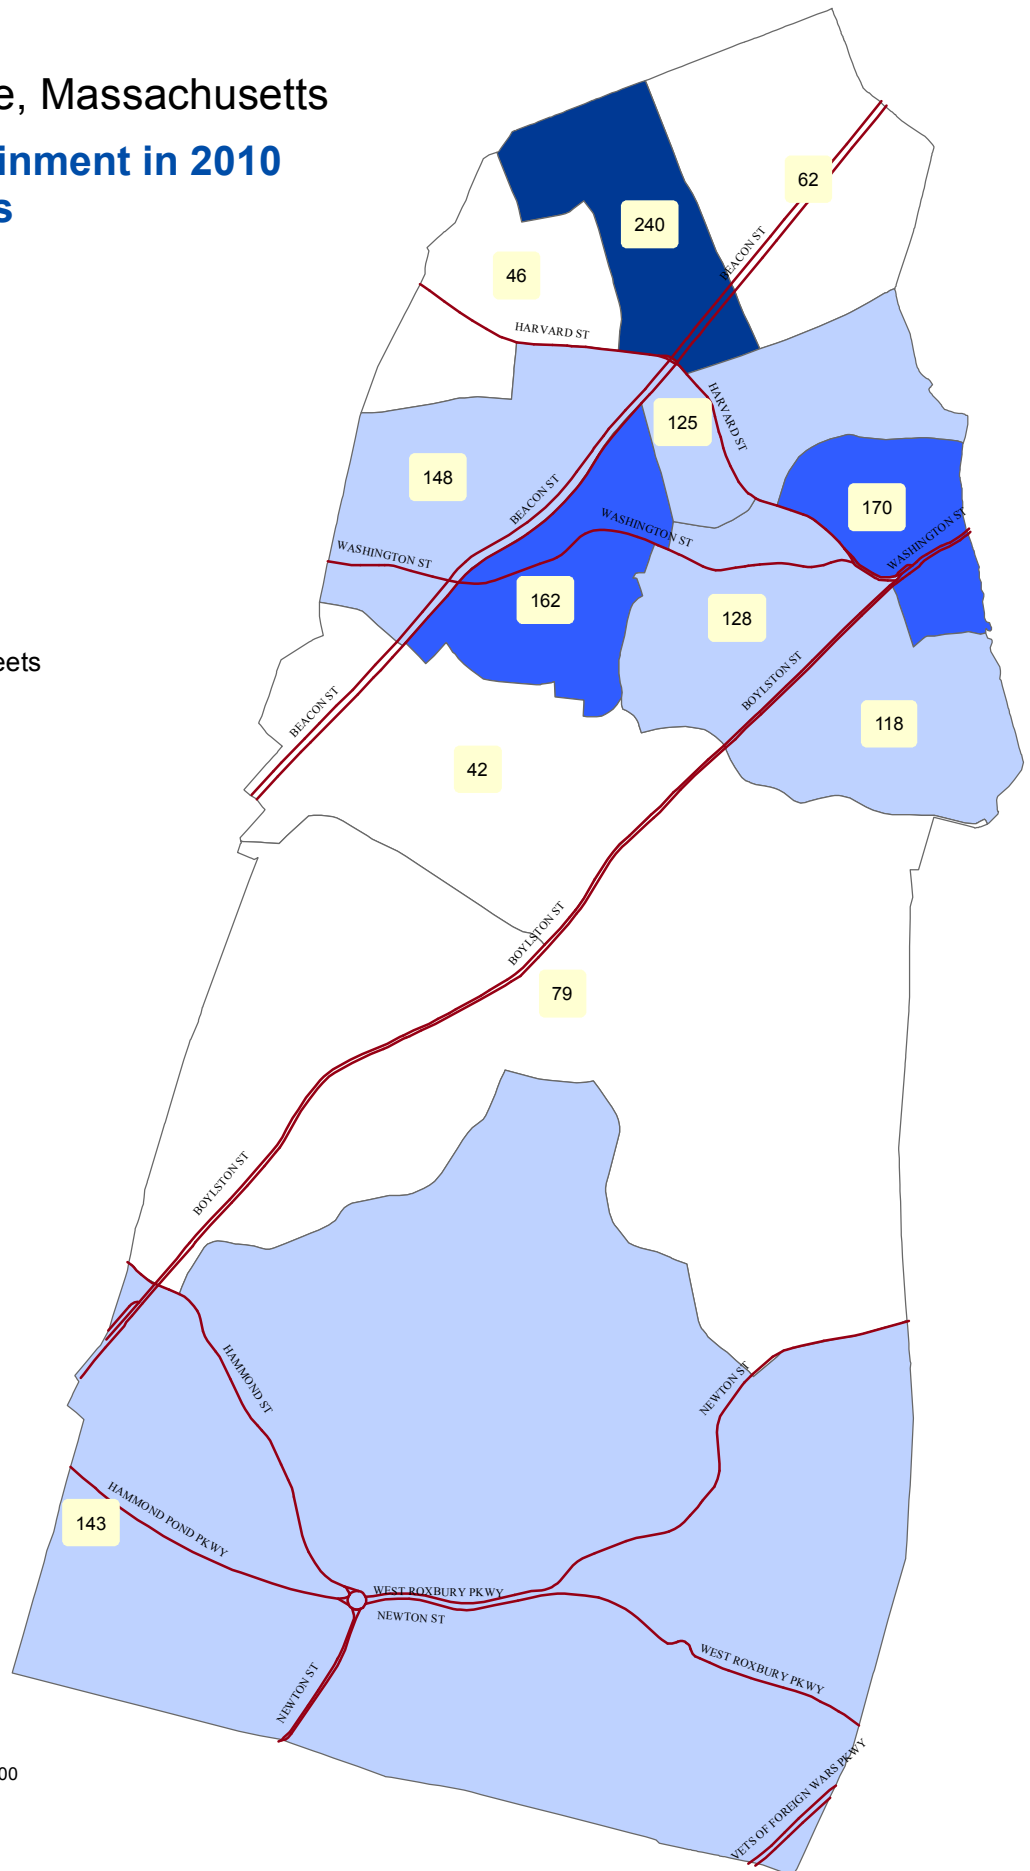 e, Massachusetts
inment in 2010
s
62
240
BEACON ST
46
HARVARD ST
HARVARD ST
125
148
BEACON ST
170
WASHINGTON ST
WASHINGTON ST
WASHINGTON ST
162
128
eets
BOYLSTON ST
BEACON ST
118
42
BOYLSTON ST
79
BOYLSTON ST
HAMMOND ST
NEWTON ST
HAMMOND POND PKWY
143
WEST ROXBURY PKWY
NEWTON ST
WEST ROXBURY PKWY
NEWTON ST
VETS OF FOREIGN WARS PKWY
00